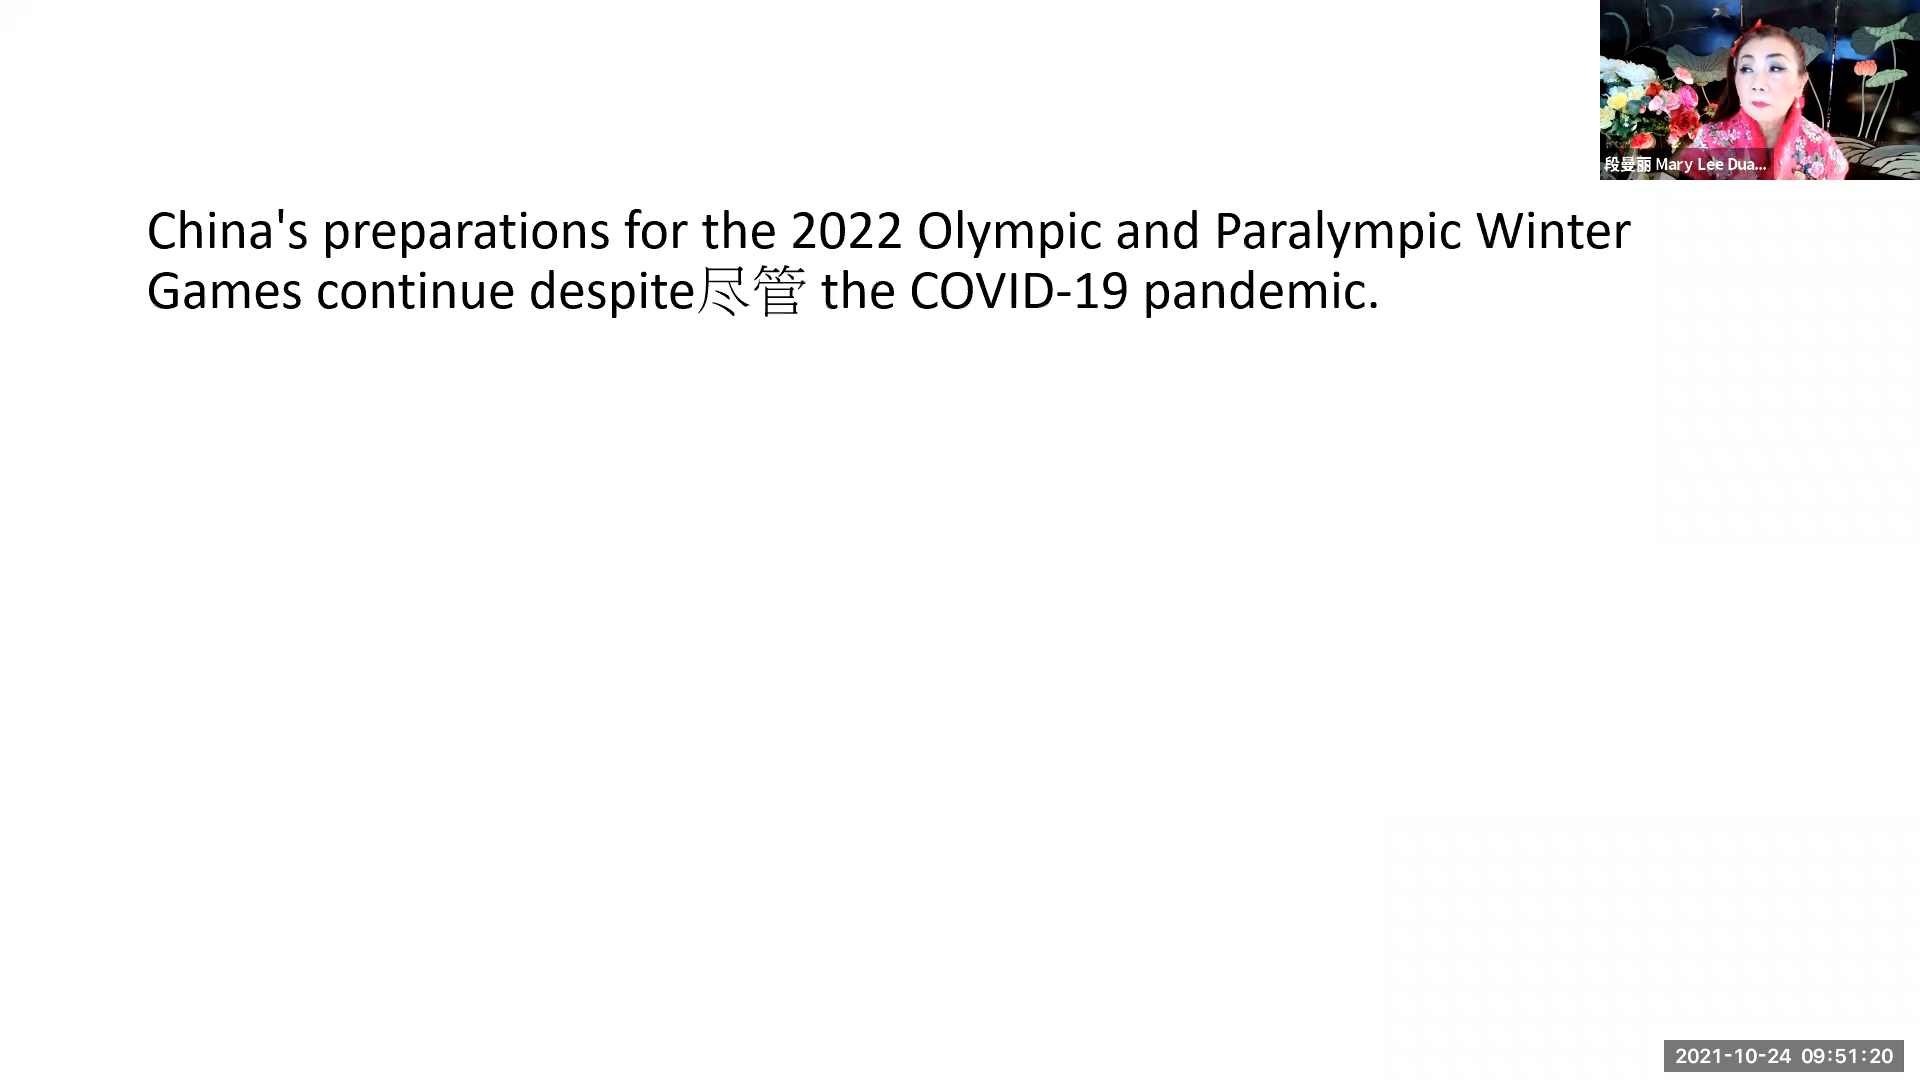 段曼丽 Mary Lee Dua...
China's preparations for the 2022 Olympic and Paralympic Winter
Games continue despite尽管 the COVID-19 pandemic.
2021-10-24 09:51:20